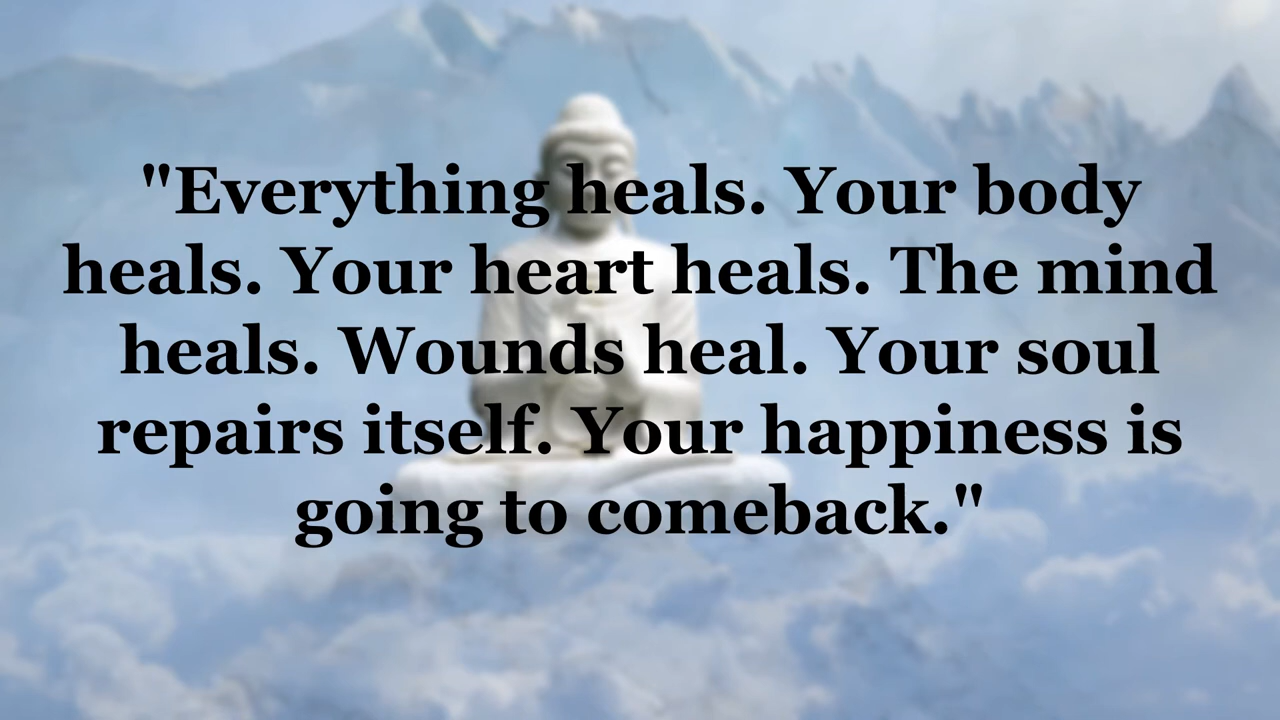 "Everything heals. Your body
heals. Your heart heals. The mind
heals. Wounds heal. Your soul
repairs itself. Your happiness is
going to comeback."